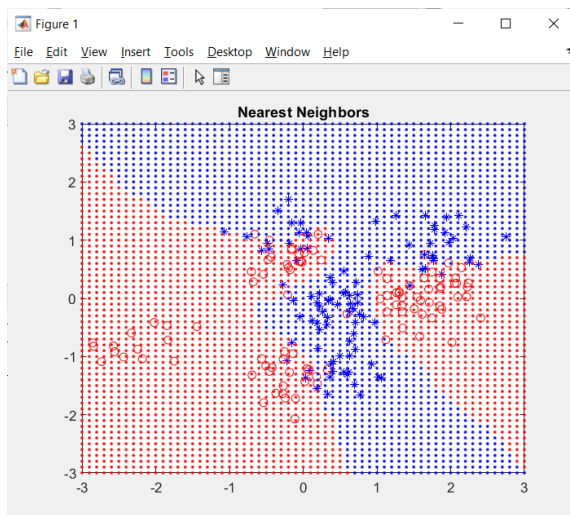 Figure 1
File Edit View Insert Tools Desktop Window Help
Nearest Neighbors
3
2
1
0
-1
-2
-3
-3 -2 -1 0 1 2 3